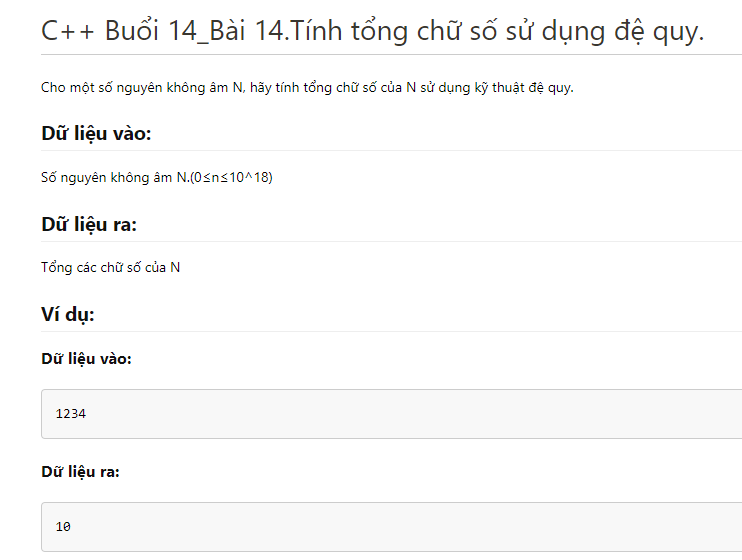 C++ Buổi 14_Bài 14.Tính tổng chữ số sử dụng đệ quy.
Cho một số nguyên không âm N, hãy tính tổng chữ số của N sử dụng kỹ thuật đệ quy.
Dữ liệu vào:
Số nguyên không âm N.(0≤n≤10^18)
Dữ liệu ra:
Tổng các chữ số của N
Ví dụ:
Dữ liệu vào:
1234
Dữ liệu ra:
10